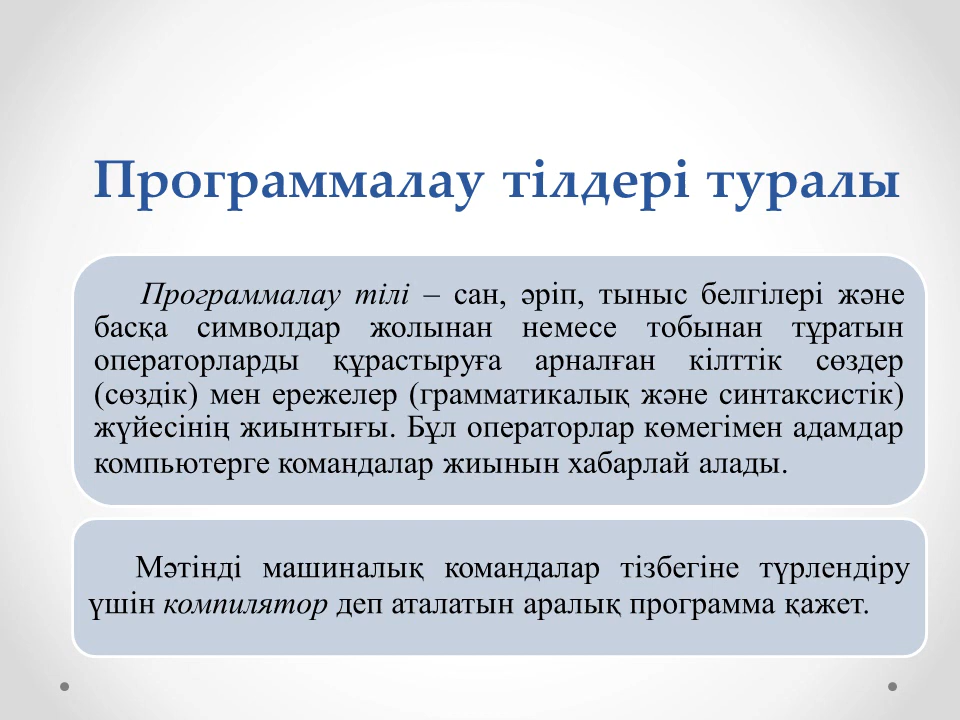 Программалау тілдері туралы
Программалау тілі – сан, әріп, тыныс белгілері және
басқа символдар жолынан немесе тобынан тұратын
операторларды құрастыруға арналған кілттік сөздер
(сөздік) мен ережелер (грамматикалық және синтаксистік)
жүйесінің жиынтығы. Бұл операторлар көмегімен адамдар
компьютерге командалар жиынын хабарлай алады.
Мәтінді машиналық командалар тізбегіне түрлендіру
үшін компилятор деп аталатын аралық программа қажет.